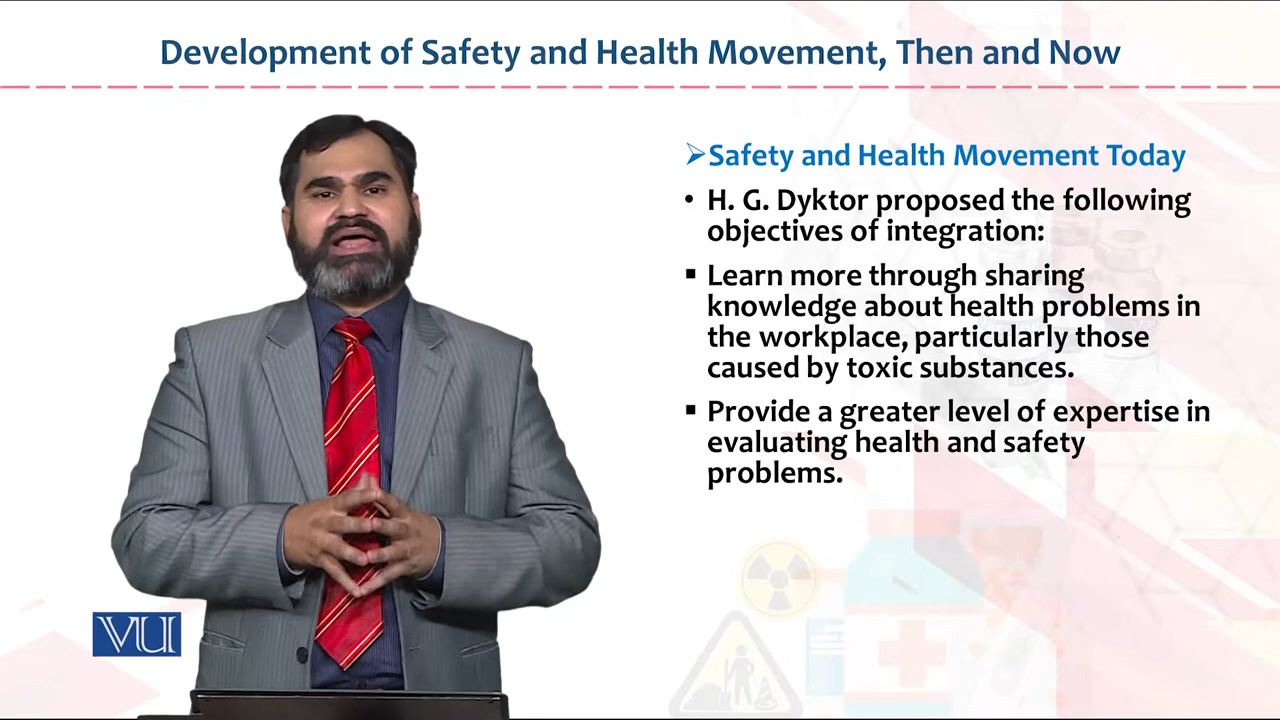 Development of Safety and Health Movement, Then and Now
➢Safety and Health Movement Today
• H. G. Dyktor proposed the following
objectives of integration:
▪ Learn more through sharing
knowledge about health problems in
the workplace, particularly those
caused by toxic substances.
▪ Provide a greater level of expertise in
evaluating health and safety
problems.
VU